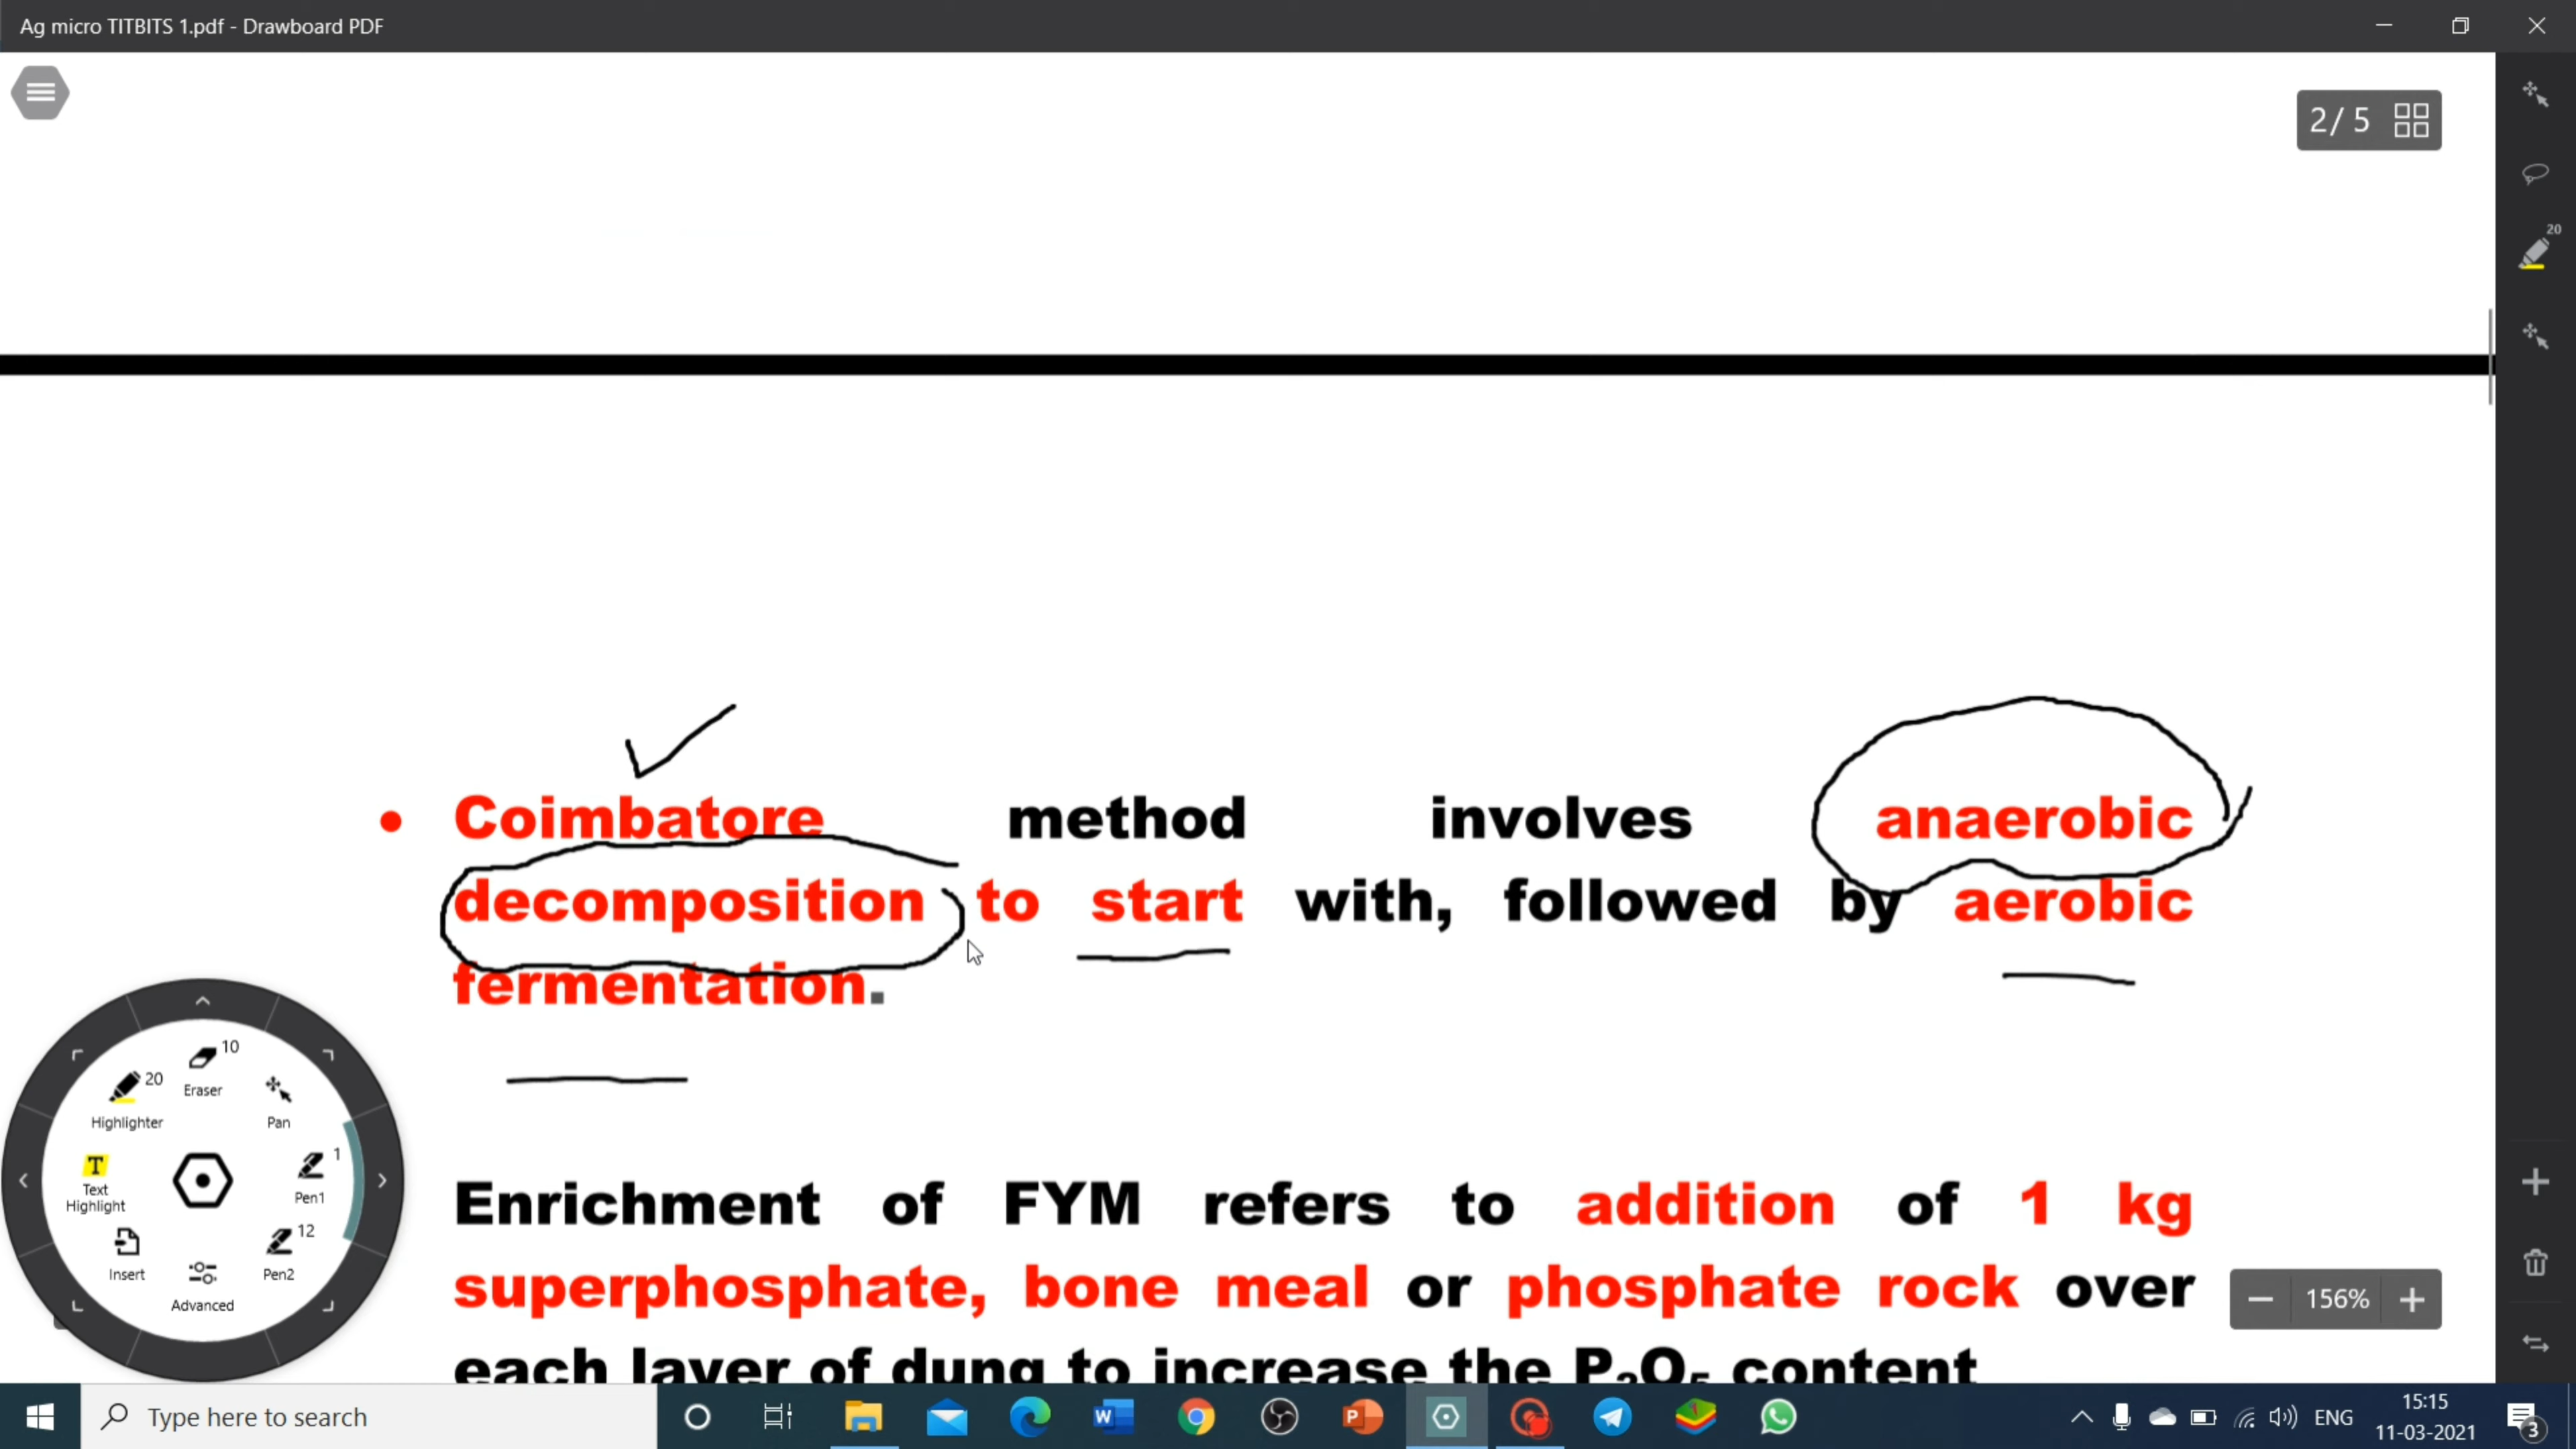 Ag micro TITBITS 1.pdf - Drawboard PDF
2/ 5
20
• Coimbatore method involves anaerobic
decomposition to start with, followed by aerobic
fermentation.
Enrichment of FYM refers to addition of 1 kg
superphosphate, bone meal or phosphate rock over
each layer of dung to increase the P₂O₅ content
10
Eraser
20
Highlighter
Pan
T
Text
Highlight
1
Pen1
Insert
12
Pen2
Advanced
156%
Type here to search
ENG
15:15
11-03-2021
3